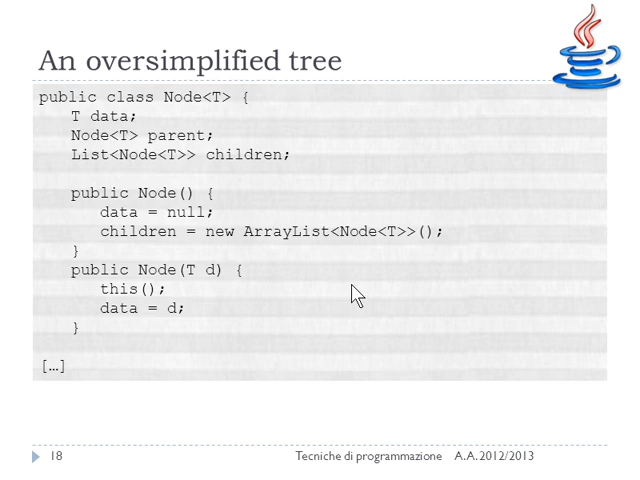 An oversimplified tree
public class Node<T> {
T data;
Node<T> parent;
List<Node<T>> children;
public Node() {
data = null;
children = new ArrayList<Node<T>>();
}
public Node(T d) {
this();
data = d;
}
[…]
18 Tecniche di programmazione A.A. 2012/2013